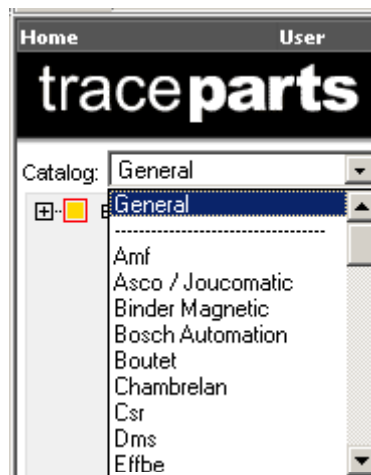 Home User
traceparts
Catalog: General
General
--------------------------------
Amf
Asco / Joucomatic
Binder Magnetic
Bosch Automation
Boutet
Chambrelan
Csr
Dms
Effbe